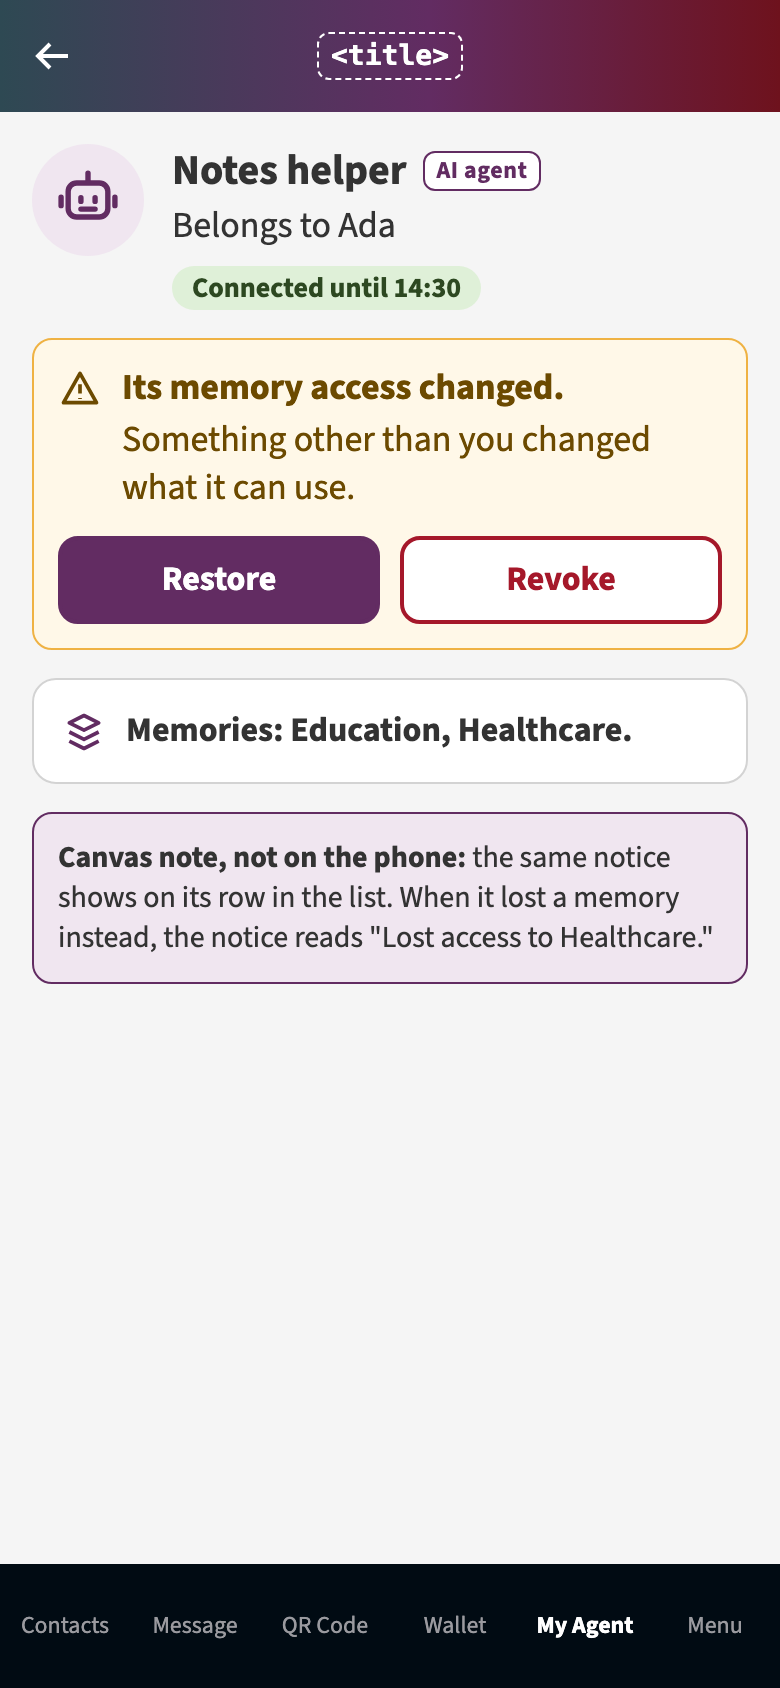 <title>
Notes helper AI agent
Belongs to Ada
Connected until 14:30
Its memory access changed.
Something other than you changed
what it can use.
Restore Revoke
Memories: Education, Healthcare.
Canvas note, not on the phone: the same notice
shows on its row in the list. When it lost a memory
instead, the notice reads "Lost access to Healthcare."
Contacts Message QR Code Wallet My Agent Menu